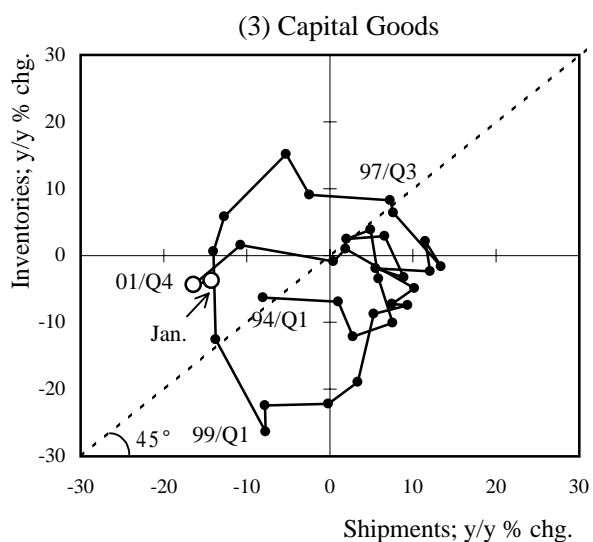 (3) Capital Goods
Inventories; y/y % chg.
30
20
10
0
-10
-20
-30
97/Q3
01/Q4
Jan.
94/Q1
99/Q1
45°
-30 -20 -10 0 10 20 30
Shipments; y/y % chg.